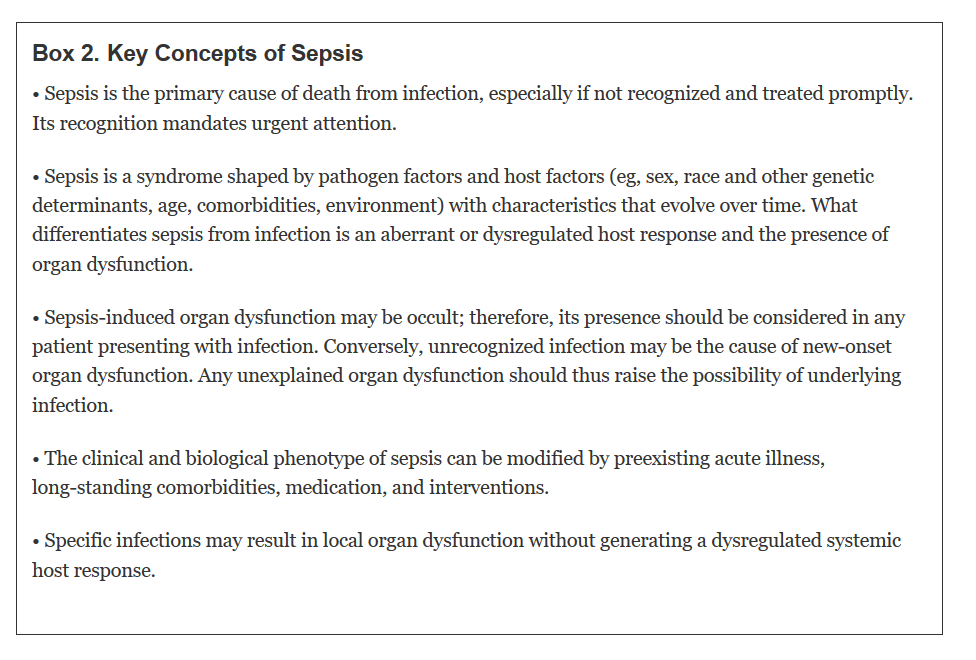 Box 2. Key Concepts of Sepsis
• Sepsis is the primary cause of death from infection, especially if not recognized and treated promptly.
Its recognition mandates urgent attention.
• Sepsis is a syndrome shaped by pathogen factors and host factors (eg, sex, race and other genetic
determinants, age, comorbidities, environment) with characteristics that evolve over time. What
differentiates sepsis from infection is an aberrant or dysregulated host response and the presence of
organ dysfunction.
• Sepsis-induced organ dysfunction may be occult; therefore, its presence should be considered in any
patient presenting with infection. Conversely, unrecognized infection may be the cause of new-onset
organ dysfunction. Any unexplained organ dysfunction should thus raise the possibility of underlying
infection.
• The clinical and biological phenotype of sepsis can be modified by preexisting acute illness,
long-standing comorbidities, medication, and interventions.
• Specific infections may result in local organ dysfunction without generating a dysregulated systemic
host response.